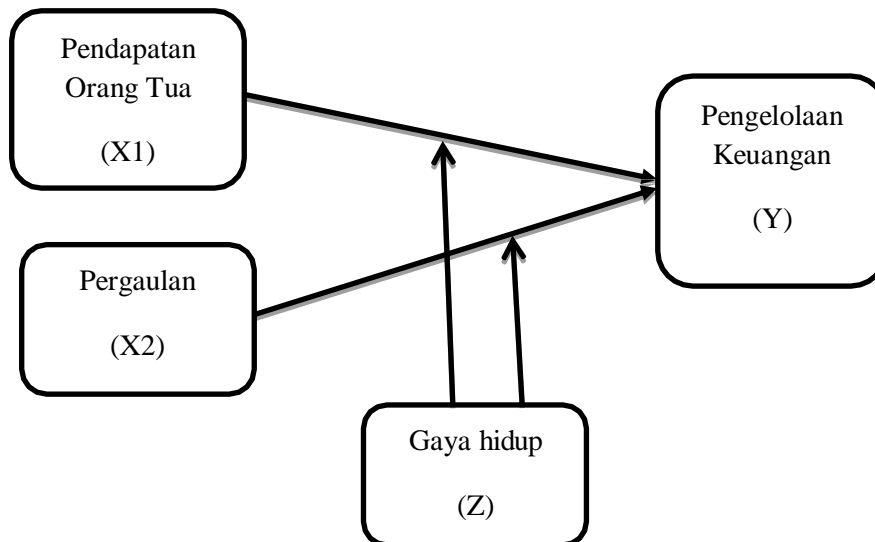 Pendapatan
Orang Tua
(X1)
Pengelolaan
Keuangan
(Y)
Pergaulan
(X2)
Gaya hidup
(Z)